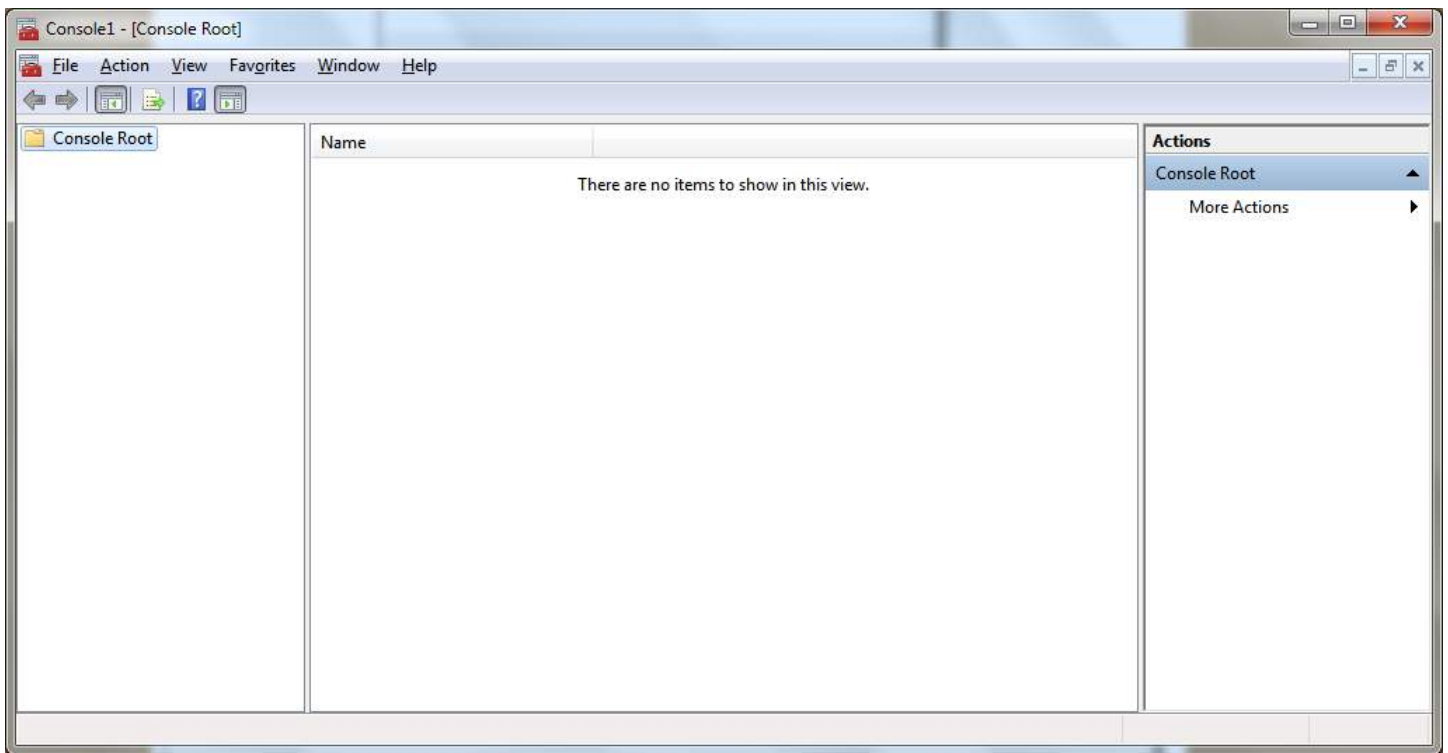 Console1 - [Console Root]
File Action View Favorites Window Help
Console Root
Name
There are no items to show in this view.
Actions
Console Root
More Actions